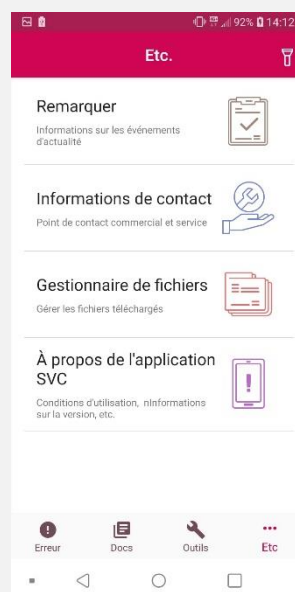 92% 14:12
Etc.
Remarquer
Informations sur les événements
d'actualité
Informations de contact
Point de contact commercial et service
Gestionnaire de fichiers
Gérer les fichiers téléchargés
À propos de l'application
SVC
Conditions d'utilisation, nInformations
sur la version, etc.
Erreur Docs Outils Etc